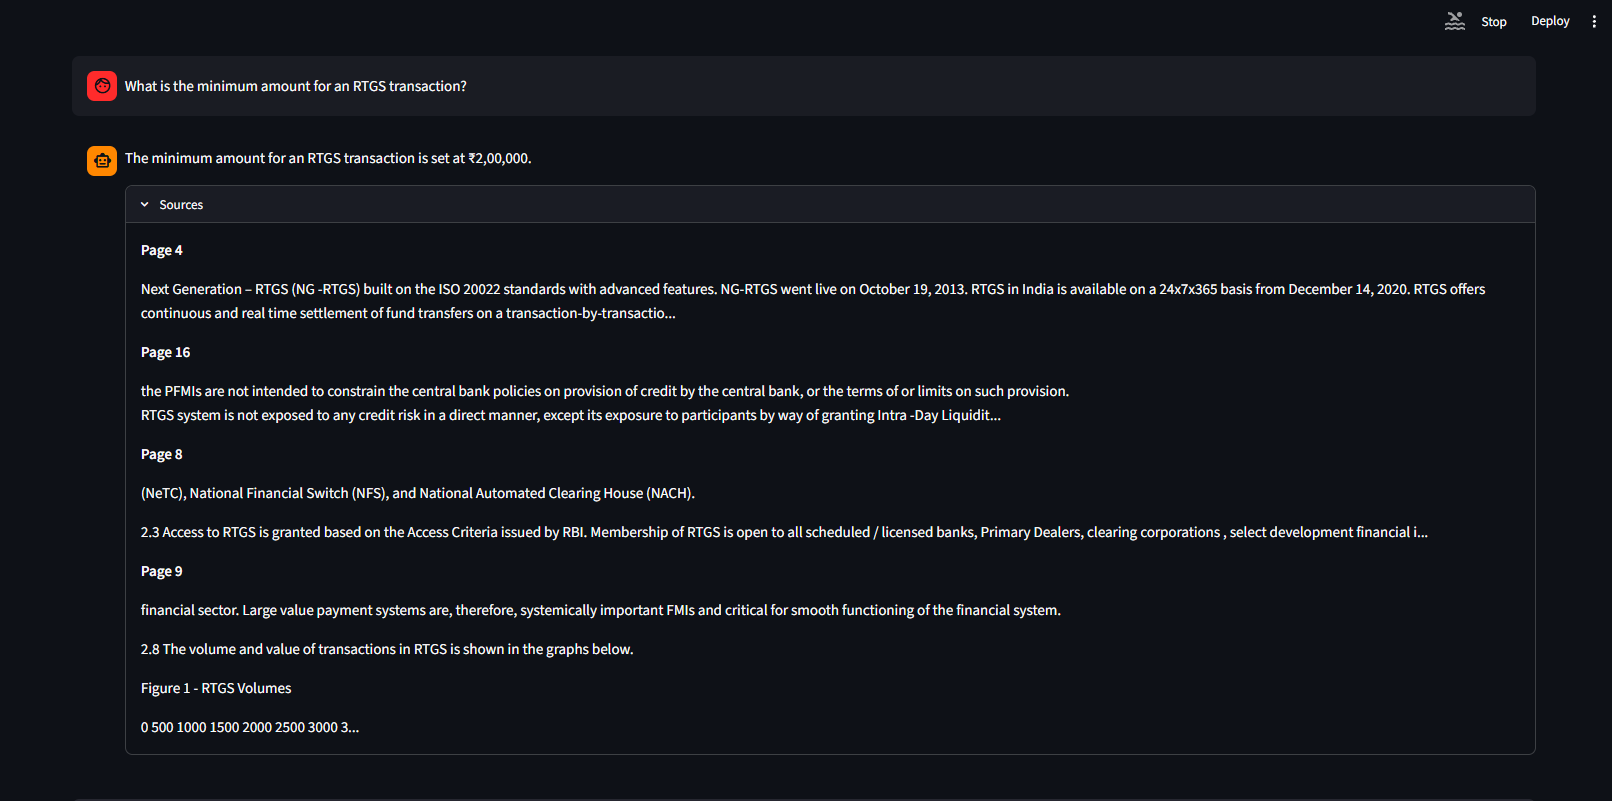 Stop Deploy
What is the minimum amount for an RTGS transaction?
The minimum amount for an RTGS transaction is set at ₹2,00,000.
Sources
Page 4
Next Generation – RTGS (NG -RTGS) built on the ISO 20022 standards with advanced features. NG-RTGS went live on October 19, 2013. RTGS in India is available on a 24x7x365 basis from December 14, 2020. RTGS offers
continuous and real time settlement of fund transfers on a transaction-by-transactio...
Page 16
the PFMIs are not intended to constrain the central bank policies on provision of credit by the central bank, or the terms of or limits on such provision.
RTGS system is not exposed to any credit risk in a direct manner, except its exposure to participants by way of granting Intra -Day Liquidit...
Page 8
(NeTC), National Financial Switch (NFS), and National Automated Clearing House (NACH).
2.3 Access to RTGS is granted based on the Access Criteria issued by RBI. Membership of RTGS is open to all scheduled / licensed banks, Primary Dealers, clearing corporations , select development financial i...
Page 9
financial sector. Large value payment systems are, therefore, systemically important FMIs and critical for smooth functioning of the financial system.
2.8 The volume and value of transactions in RTGS is shown in the graphs below.
Figure 1 - RTGS Volumes
0 500 1000 1500 2000 2500 3000 3...